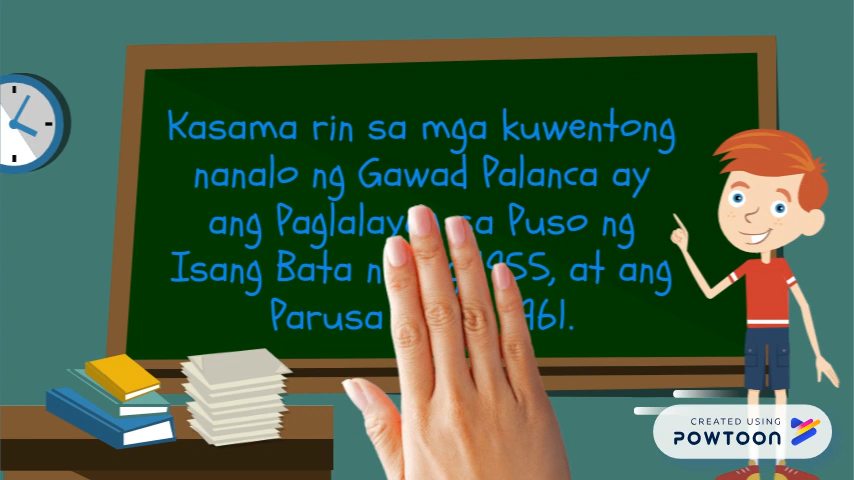 Kasama rin sa mga kuwentong
nanalo ng Gawad Palanca ay
ang sa Puso ng
Isang Bata at ang
Parusa
CREATED USING
POWTOON